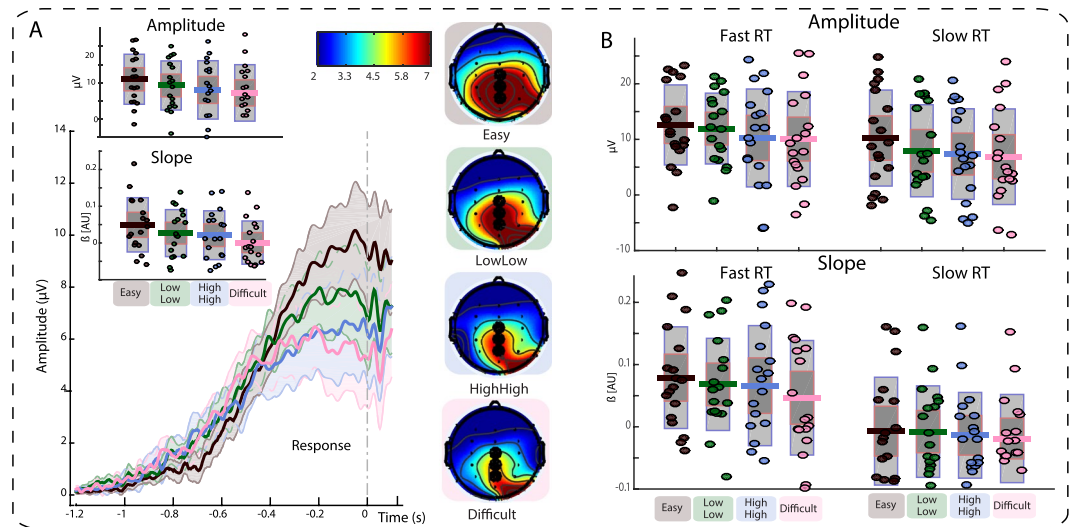 A
Amplitude
20
10
0
µV
Slope
0.2
0.1
0
ß [AU]
Easy
Low Low
High High
Difficult
2 3.3 4.5 5.8 7
14
12
10
8
6
4
2
0
Amplitude (µV)
Response
-1.2 -1 -0.8 -0.6 -0.4 -0.2 0 Time (s)
Easy
LowLow
HighHigh
Difficult
B
Amplitude
Fast RT Slow RT
20
10
0
-10
µV
Slope
Fast RT Slow RT
0.2
0.1
0
-0.1
ß [AU]
Easy Low Low High High Difficult Easy Low Low High High Difficult